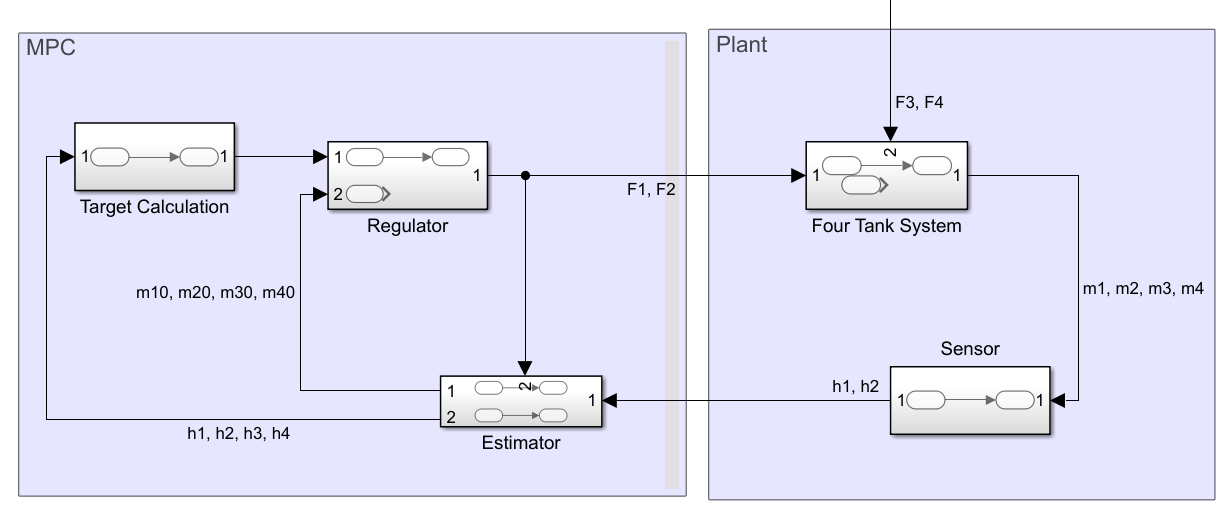 MPC
Plant
F3, F4
1 1
Target Calculation
1 1
2
Regulator
F1, F2
2
1 1
Four Tank System
m10, m20, m30, m40
m1, m2, m3, m4
Sensor
1 1
h1, h2
2
1 1
2
Estimator
h1, h2, h3, h4